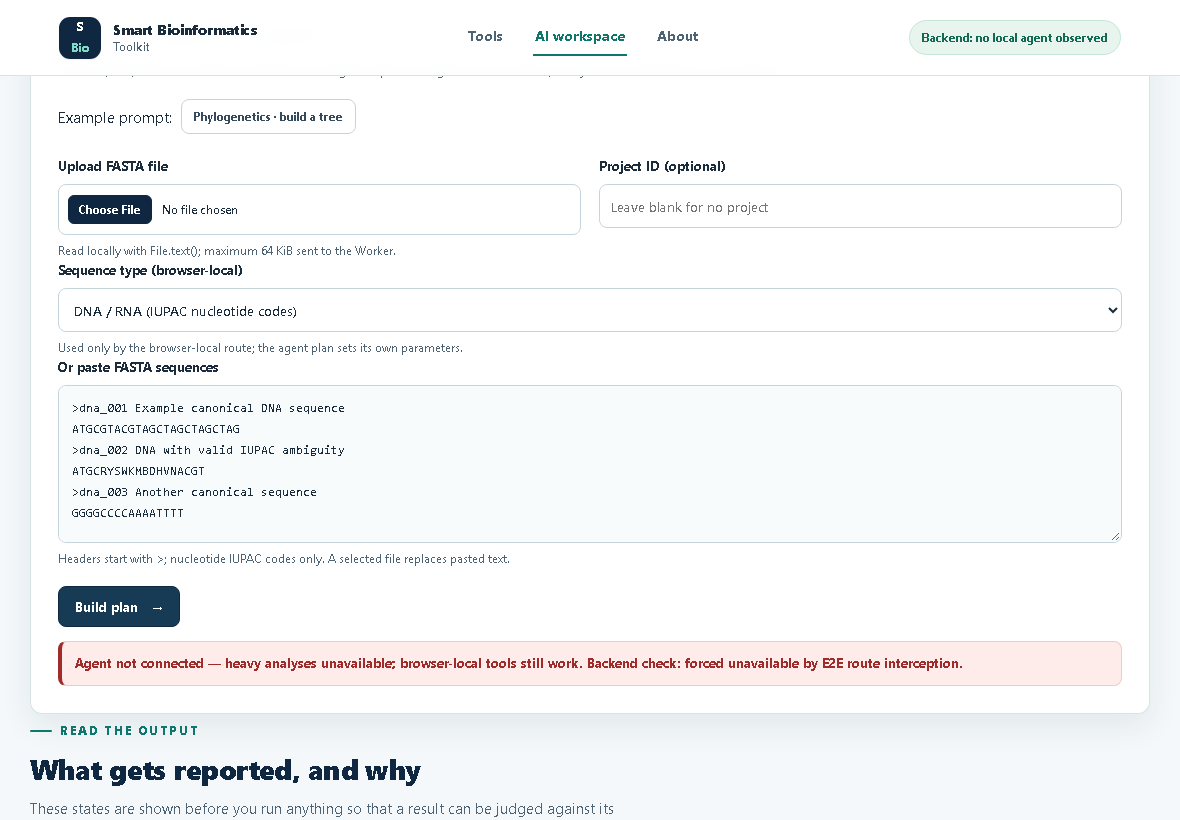 S
Bio
Smart Bioinformatics
Toolkit
Tools
AI workspace
About
Backend: no local agent observed
Example prompt:
Phylogenetics · build a tree
Upload FASTA file
Project ID (optional)
Choose File
No file chosen
Leave blank for no project
Read locally with File.text(); maximum 64 KiB sent to the Worker.
Sequence type (browser-local)
DNA / RNA (IUPAC nucleotide codes)
Used only by the browser-local route; the agent plan sets its own parameters.
Or paste FASTA sequences
>dna_001 Example canonical DNA sequence
ATGCGTACGTAGCTAGCTAGCTAG
>dna_002 DNA with valid IUPAC ambiguity
ATGCRYSWKMBDHVNACGT
>dna_003 Another canonical sequence
GGGGCCCCAAAATTTT
Headers start with >; nucleotide IUPAC codes only. A selected file replaces pasted text.
Build plan →
Agent not connected — heavy analyses unavailable; browser-local tools still work. Backend check: forced unavailable by E2E route interception.
READ THE OUTPUT
What gets reported, and why
These states are shown before you run anything so that a result can be judged against its